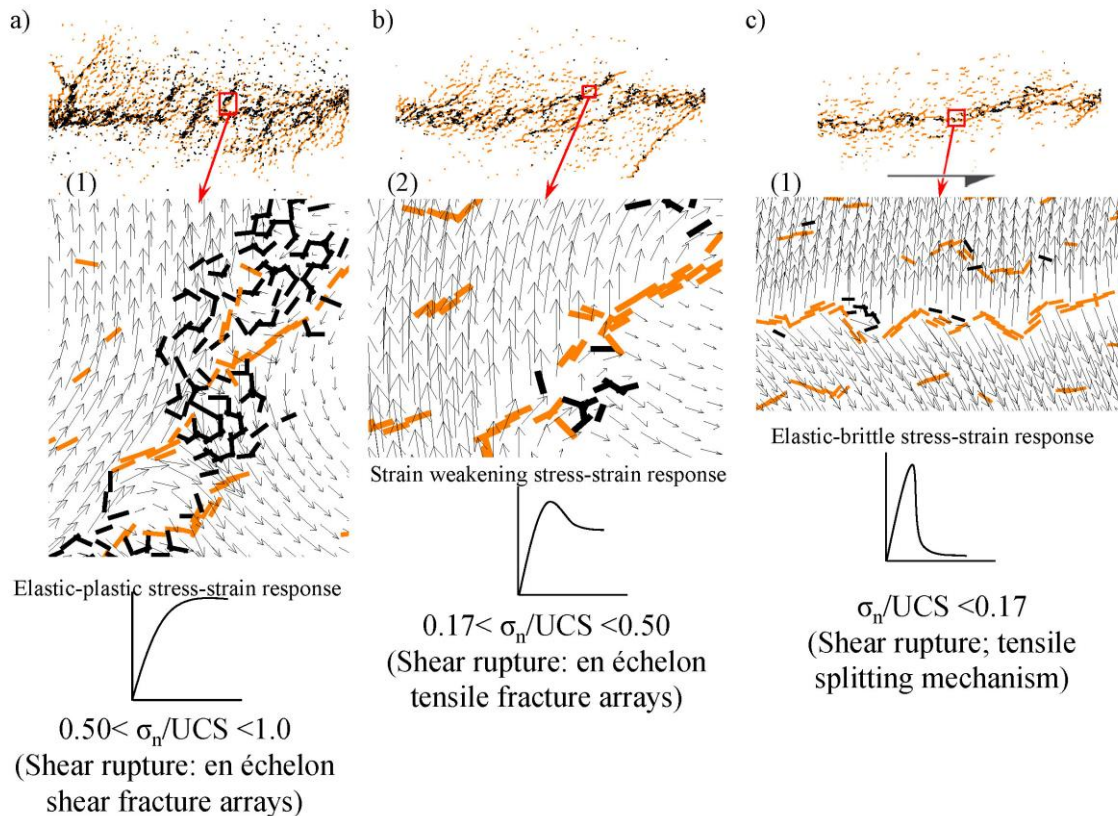 a)
b)
c)
(1)
(2)
(1)
Elastic-plastic stress-strain response
0.50< σₙ/UCS <1.0
(Shear rupture: en échelon
shear fracture arrays)
Strain weakening stress-strain response
0.17< σₙ/UCS <0.50
(Shear rupture: en échelon
tensile fracture arrays)
Elastic-brittle stress-strain response
σₙ/UCS <0.17
(Shear rupture; tensile
splitting mechanism)